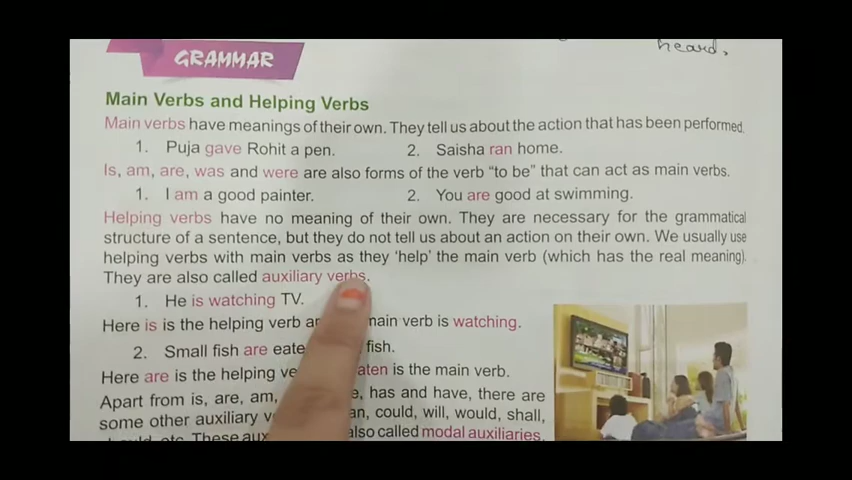 heard.
GRAMMAR
Main Verbs and Helping Verbs
Main verbs have meanings of their own. They tell us about the action that has been performed.
1. Puja gave Rohit a pen. 2. Saisha ran home.
Is, am, are, was and were are also forms of the verb “to be” that can act as main verbs.
1. I am a good painter. 2. You are good at swimming.
Helping verbs have no meaning of their own. They are necessary for the grammatical
structure of a sentence, but they do not tell us about an action on their own. We usually use
helping verbs with main verbs as they ‘help’ the main verb (which has the real meaning).
They are also called auxiliary verbs.
1. He is watching TV.
Here is is the helping verb main verb is watching.
2. Small fish are fish.
Here are is the helping is the main verb.
Apart from is, are, am, has and have, there are
some other auxiliary could, will, would, shall,
etc. These also called modal auxiliaries.